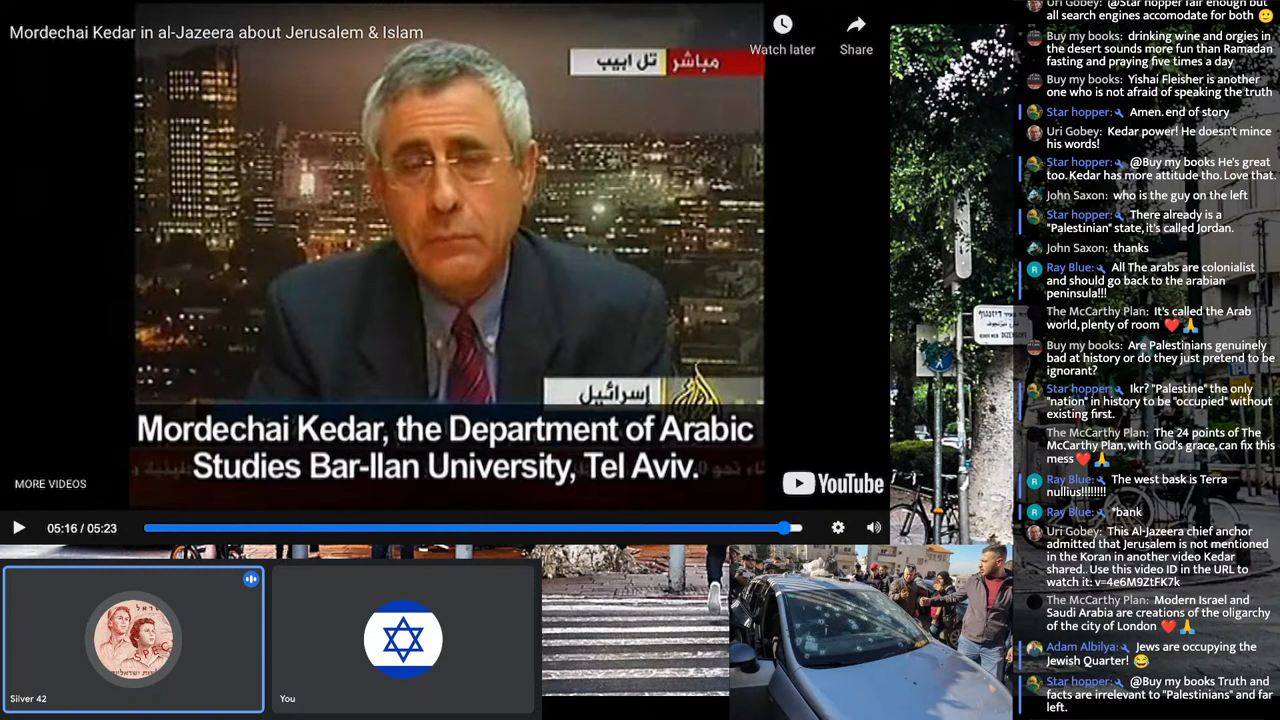 Mordechai Kedar in al-Jazeera about Jerusalem & Islam
Watch later
Share
تل ابيب
مباشر
إسرائيل
Mordechai Kedar, the Department of Arabic
Studies Bar-Ilan University, Tel Aviv.
MORE VIDEOS
YouTube
05:16 / 05:23
Silver 42
You
Uri Gobey: @Star hopper fair enough but
all search engines accomodate for both 🙂
Buy my books: drinking wine and orgies in
the desert sounds more fun than Ramadan
fasting and praying five times a day
Buy my books: Yishai Fleisher is another
one who is not afraid of speaking the truth
Star hopper: Amen. end of story
Uri Gobey: Kedar power! He doesn't mince
his words!
Star hopper: @Buy my books He's great
too.Kedar has more attitude tho. Love that.
John Saxon: who is the guy on the left
Star hopper: There already is a
"Palestinian" state, it's called Jordan.
John Saxon: thanks
R
Ray Blue: All The arabs are colonialist
and should go back to the arabian
peninsula!!!
The McCarthy Plan: It's called the Arab
world,plenty of room ❤️🙏
Buy my books: Are Palestinians genuinely
bad at history or do they just pretend to be
ignorant?
Star hopper: Ikr? "Palestine" the only
"nation" in history to be "occupied" without
existing first.
The McCarthy Plan: The 24 points of The
McCarthy Plan,with God's grace,can fix this
mess ❤️🙏
R
Ray Blue: The west bask is Terra
nullius!!!!!!!!
R
Ray Blue: *bank
Uri Gobey: This Al-Jazeera chief anchor
admitted that Jerusalem is not mentioned
in the Koran in another video Kedar
shared.. Use this video ID in the URL to
watch it: v=4e6M9ZtFK7k
The McCarthy Plan: Modern Israel and
Saudi Arabia are creations of the oligarchy
of the city of London ❤️🙏
Adam Albilya: Jews are occupying the
Jewish Quarter! 😂
Star hopper: @Buy my books Truth and
facts are irrelevant to "Palestinians" and far
left.